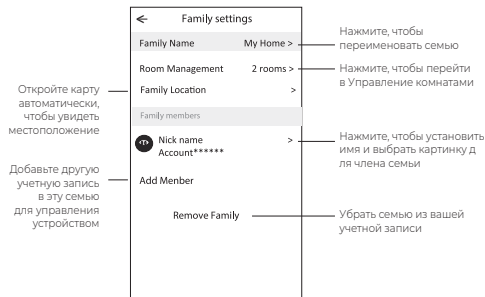 Family settings
Family Name My Home >
Room Management 2 rooms >
Family Location >
Family members
Nick name >
Account******
Add Menber
Remove Family
Откройте карту
автоматически,
чтобы увидеть
местоположение
Добавьте другую
учетную запись
в эту семью
для управления
устройством
Нажмите, чтобы
переименовать семью
Нажмите, чтобы перейти
в Управление комнатами
Нажмите, чтобы установить
имя и выбрать картинку д
ля члена семьи
Убрать семью из вашей
учетной записи